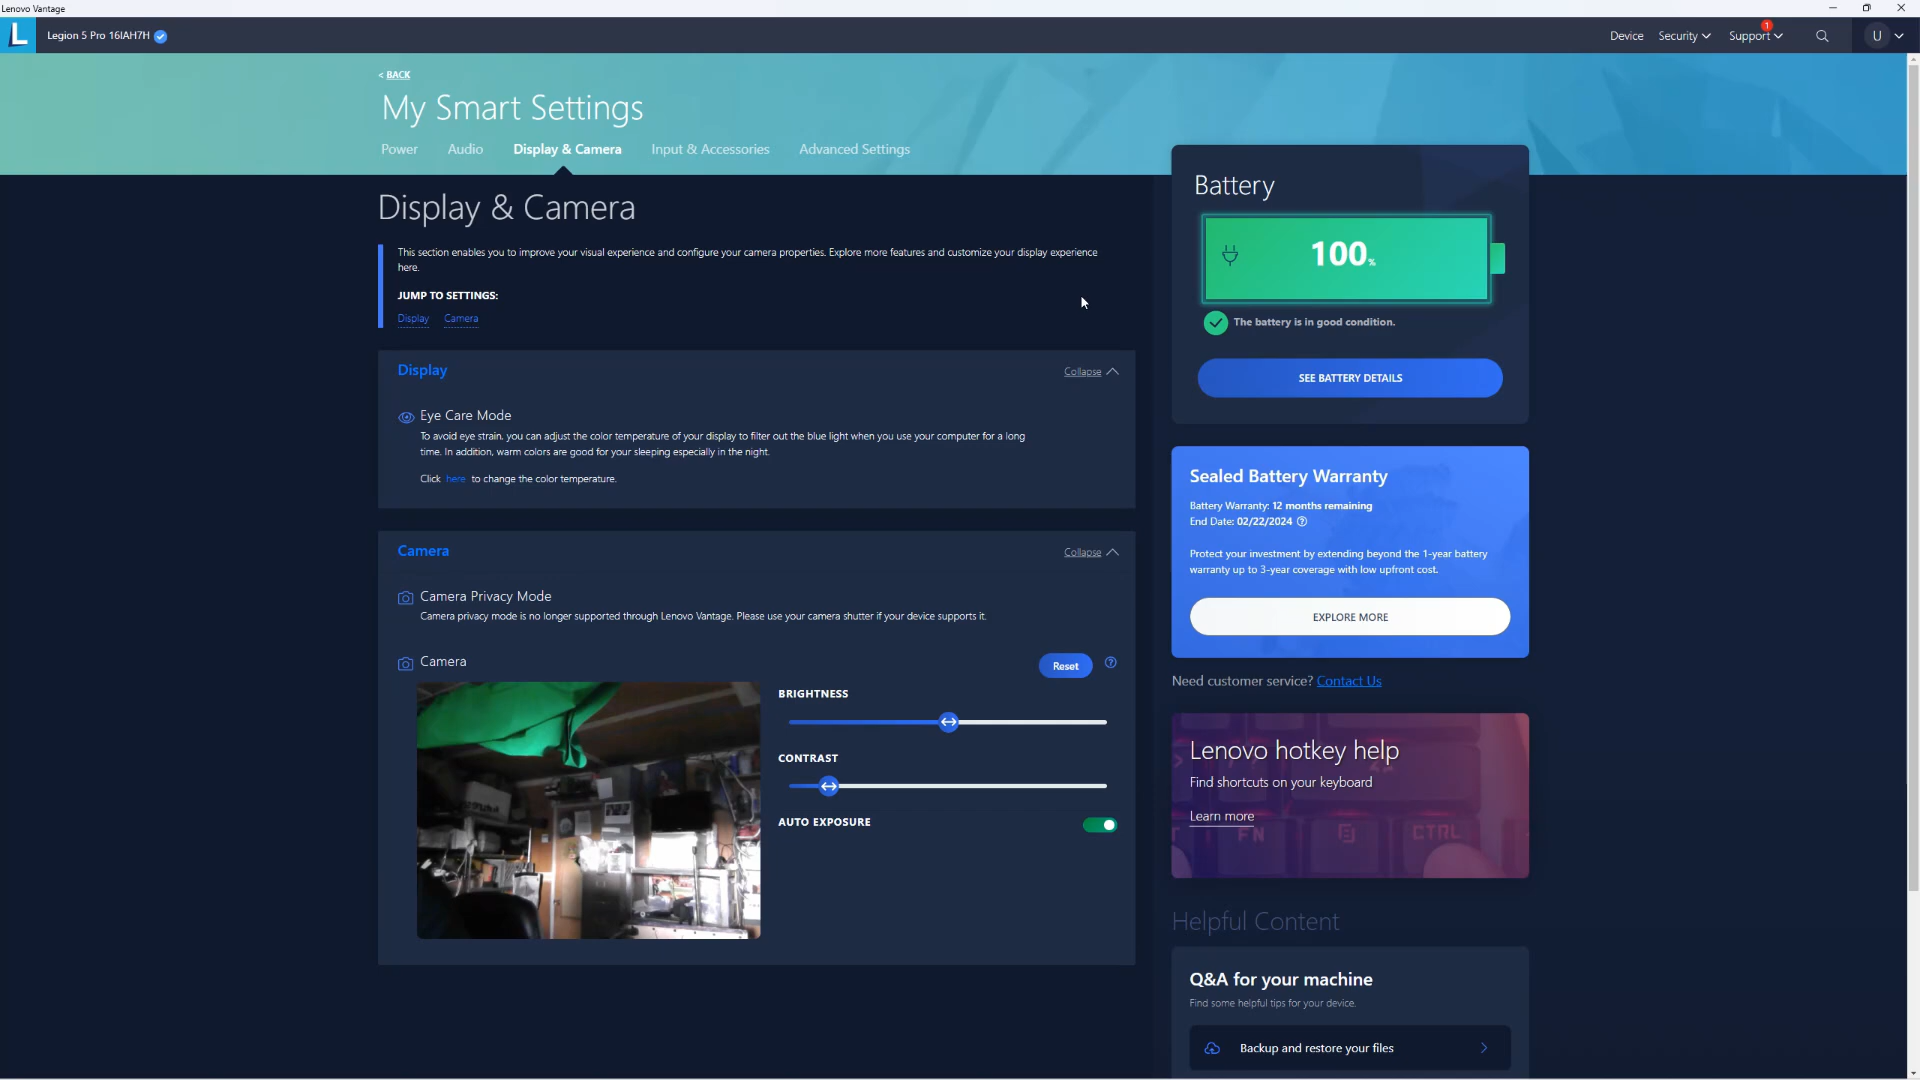 Lenovo Vantage
L
Legion 5 Pro 16IAH7H
Device
Security
Support
1
U
< BACK
My Smart Settings
Power
Audio
Display & Camera
Input & Accessories
Advanced Settings
Display & Camera
This section enables you to improve your visual experience and configure your camera properties. Explore more features and customize your display experience
here.
JUMP TO SETTINGS:
Display
Camera
Display
Collapse
Eye Care Mode
To avoid eye strain, you can adjust the color temperature of your display to filter out the blue light when you use your computer for a long
time. In addition, warm colors are good for your sleeping especially in the night.
Click here to change the color temperature.
Camera
Collapse
Camera Privacy Mode
Camera privacy mode is no longer supported through Lenovo Vantage. Please use your camera shutter if your device supports it.
Camera
Reset
?
BRIGHTNESS
CONTRAST
AUTO EXPOSURE
Battery
100%
The battery is in good condition.
SEE BATTERY DETAILS
Sealed Battery Warranty
Battery Warranty: 12 months remaining
End Date: 02/22/2024 ?
Protect your investment by extending beyond the 1-year battery
warranty up to 3-year coverage with low upfront cost.
EXPLORE MORE
Need customer service? Contact Us
Lenovo hotkey help
Find shortcuts on your keyboard
Learn more
FN
CTRL
Helpful Content
Q&A for your machine
Find some helpful tips for your device.
Backup and restore your files